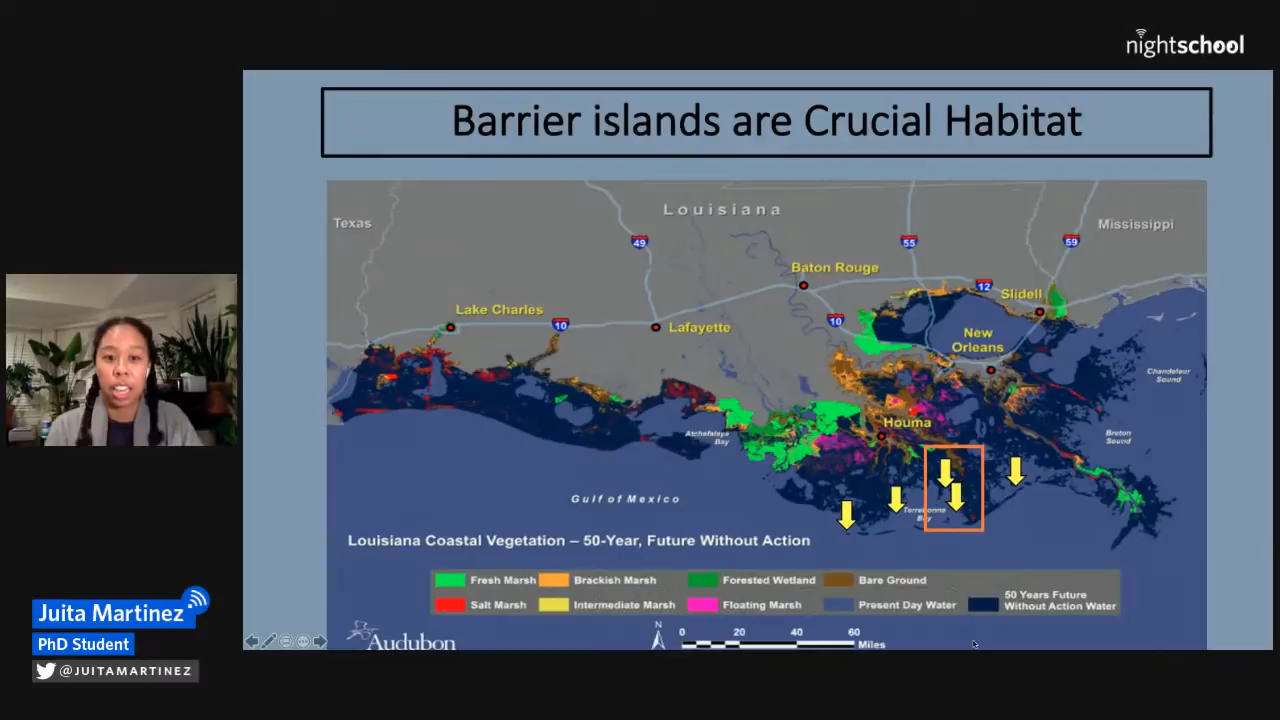 nightschool
Barrier islands are Crucial Habitat
Louisiana
Texas
Mississippi
49
55
59
Baton Rouge
12
Slidell
Lake Charles
10
Lafayette
10
New
Orleans
Chandeleur
Sound
Houma
Atchafalaya
Bay
Breton
Sound
Gulf of Mexico
Terrebonne
Bay
Louisiana Coastal Vegetation – 50-Year, Future Without Action
Fresh Marsh
Brackish Marsh
Forested Wetland
Bare Ground
Salt Marsh
Intermediate Marsh
Floating Marsh
Present Day Water
50 Years Future
Without Action Water
Audubon
N
0 20 40 60
Miles
Juita Martinez
PhD Student
@JUITAMARTINEZ